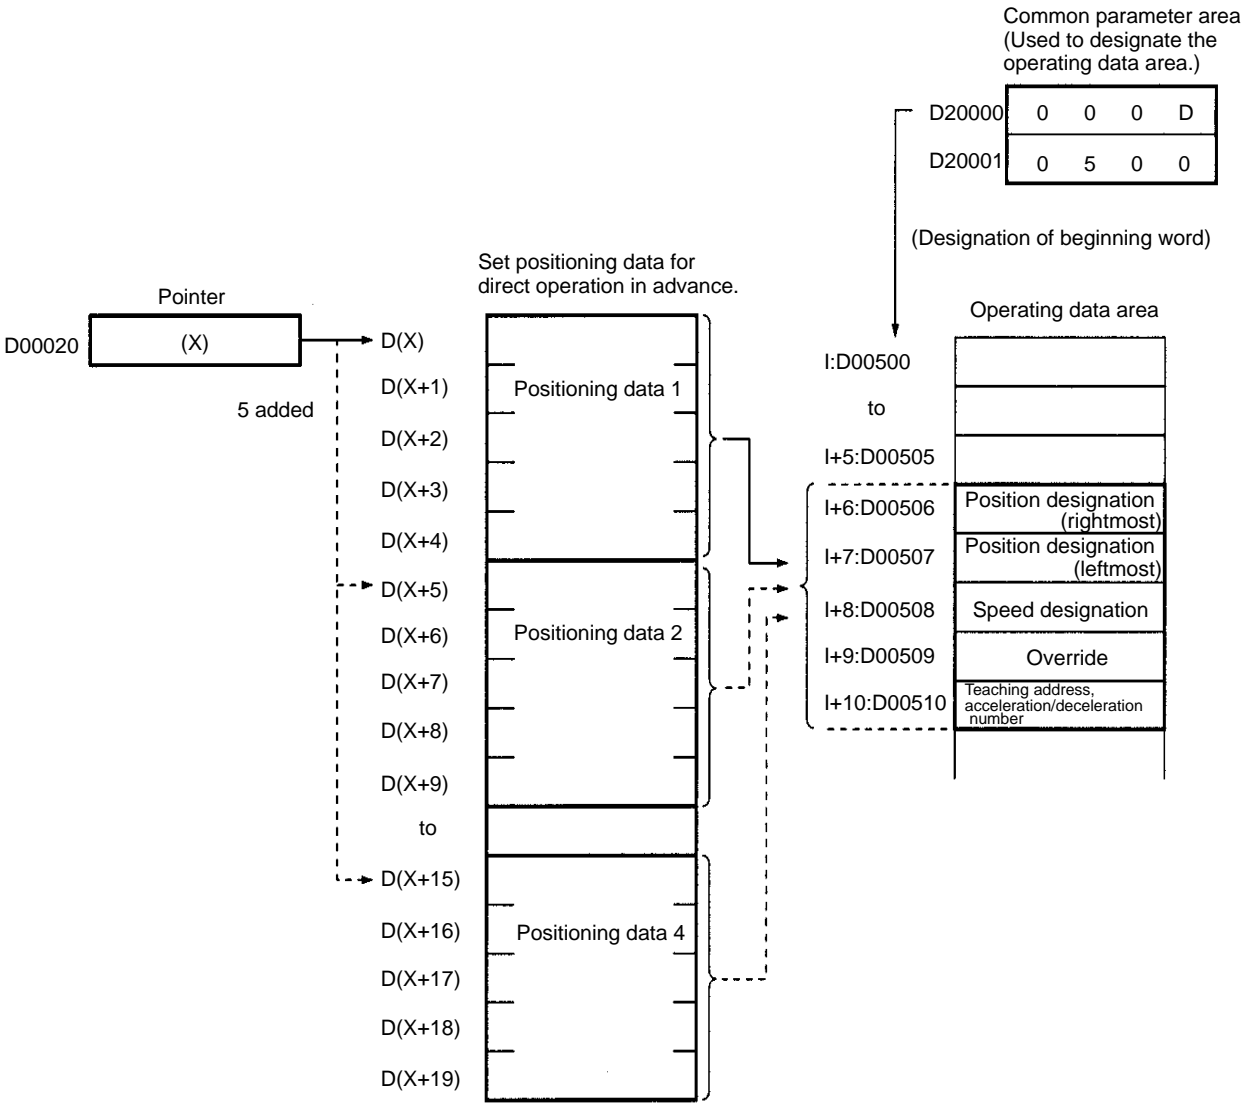 Common parameter area
(Used to designate the
operating data area.)
D20000 0 0 0 D
D20001 0 5 0 0
(Designation of beginning word)
Set positioning data for
direct operation in advance.
Pointer
D00020 (X)
5 added
D(X)
D(X+1) Positioning data 1
D(X+2)
D(X+3)
D(X+4)
D(X+5)
D(X+6) Positioning data 2
D(X+7)
D(X+8)
D(X+9)
to
D(X+15)
D(X+16) Positioning data 4
D(X+17)
D(X+18)
D(X+19)
Operating data area
I:D00500
to
I+5:D00505
I+6:D00506 Position designation
(rightmost)
I+7:D00507 Position designation
(leftmost)
I+8:D00508 Speed designation
I+9:D00509 Override
I+10:D00510 Teaching address,
acceleration/deceleration
number